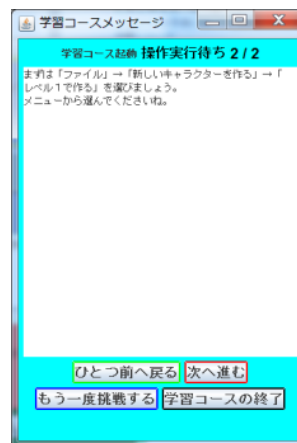 学習コースメッセージ
学習コース起動 操作実行待ち 2 / 2
まずは「ファイル」→「新しいキャラクターを作る」→「
レベル１で作る」を選びましょう。
メニューから選んでくださいね。
ひとつ前へ戻る 次へ進む
もう一度挑戦する 学習コースの終了